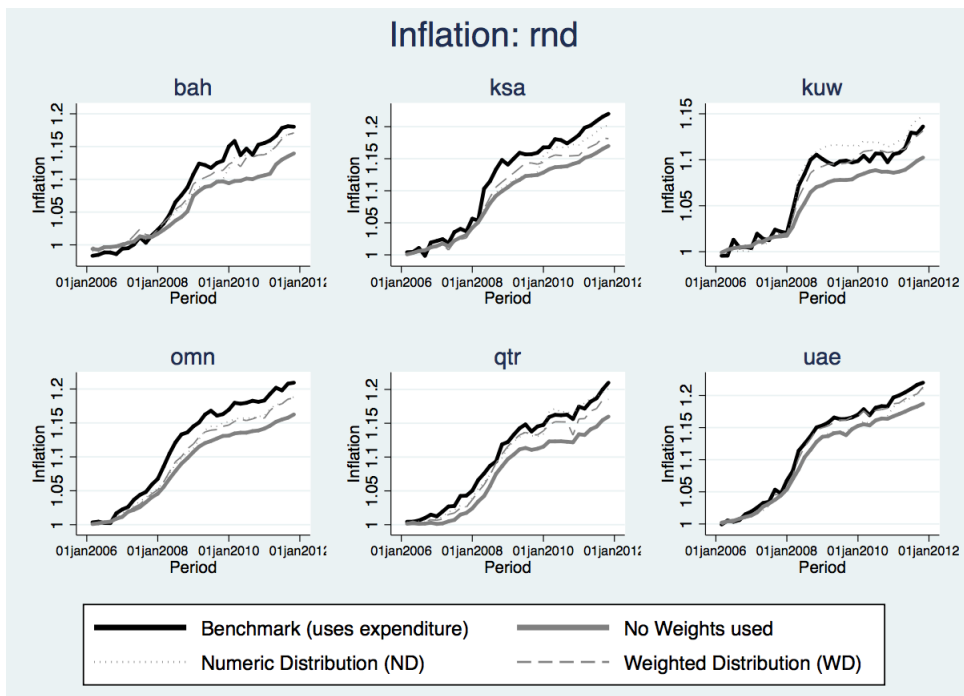 Inflation: rnd
bah
Inflation
1 1.05 1.1 1.15 1.2
01jan2006 01jan2008 01jan2010 01jan2012
Period
ksa
Inflation
1 1.05 1.1 1.15 1.2
01jan2006 01jan2008 01jan2010 01jan2012
Period
kuw
Inflation
1 1.05 1.1 1.15
01jan2006 01jan2008 01jan2010 01jan2012
Period
omn
Inflation
1 1.05 1.1 1.15 1.2
01jan2006 01jan2008 01jan2010 01jan2012
Period
qtr
Inflation
1 1.05 1.1 1.15 1.2
01jan2006 01jan2008 01jan2010 01jan2012
Period
uae
Inflation
1 1.05 1.1 1.15 1.2
01jan2006 01jan2008 01jan2010 01jan2012
Period
Benchmark (uses expenditure) No Weights used
Numeric Distribution (ND) Weighted Distribution (WD)